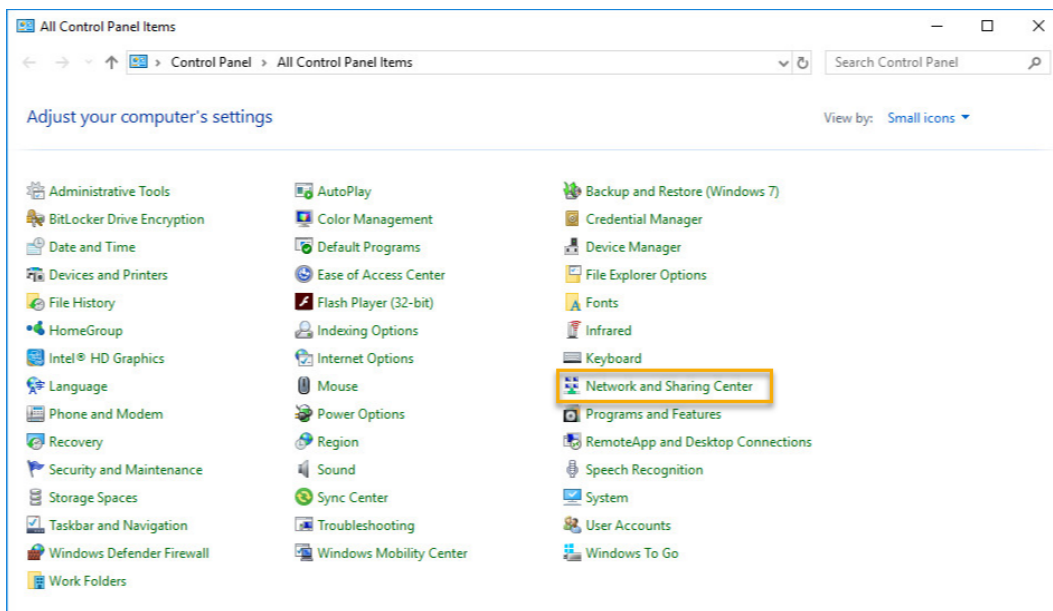 All Control Panel Items
Control Panel > All Control Panel Items
Search Control Panel
Adjust your computer's settings
View by: Small icons
Administrative Tools
AutoPlay
Backup and Restore (Windows 7)
BitLocker Drive Encryption
Color Management
Credential Manager
Date and Time
Default Programs
Device Manager
Devices and Printers
Ease of Access Center
File Explorer Options
File History
Flash Player (32-bit)
Fonts
HomeGroup
Indexing Options
Infrared
Intel® HD Graphics
Internet Options
Keyboard
Language
Mouse
Network and Sharing Center
Phone and Modem
Power Options
Programs and Features
Recovery
Region
RemoteApp and Desktop Connections
Security and Maintenance
Sound
Speech Recognition
Storage Spaces
Sync Center
System
Taskbar and Navigation
Troubleshooting
User Accounts
Windows Defender Firewall
Windows Mobility Center
Windows To Go
Work Folders